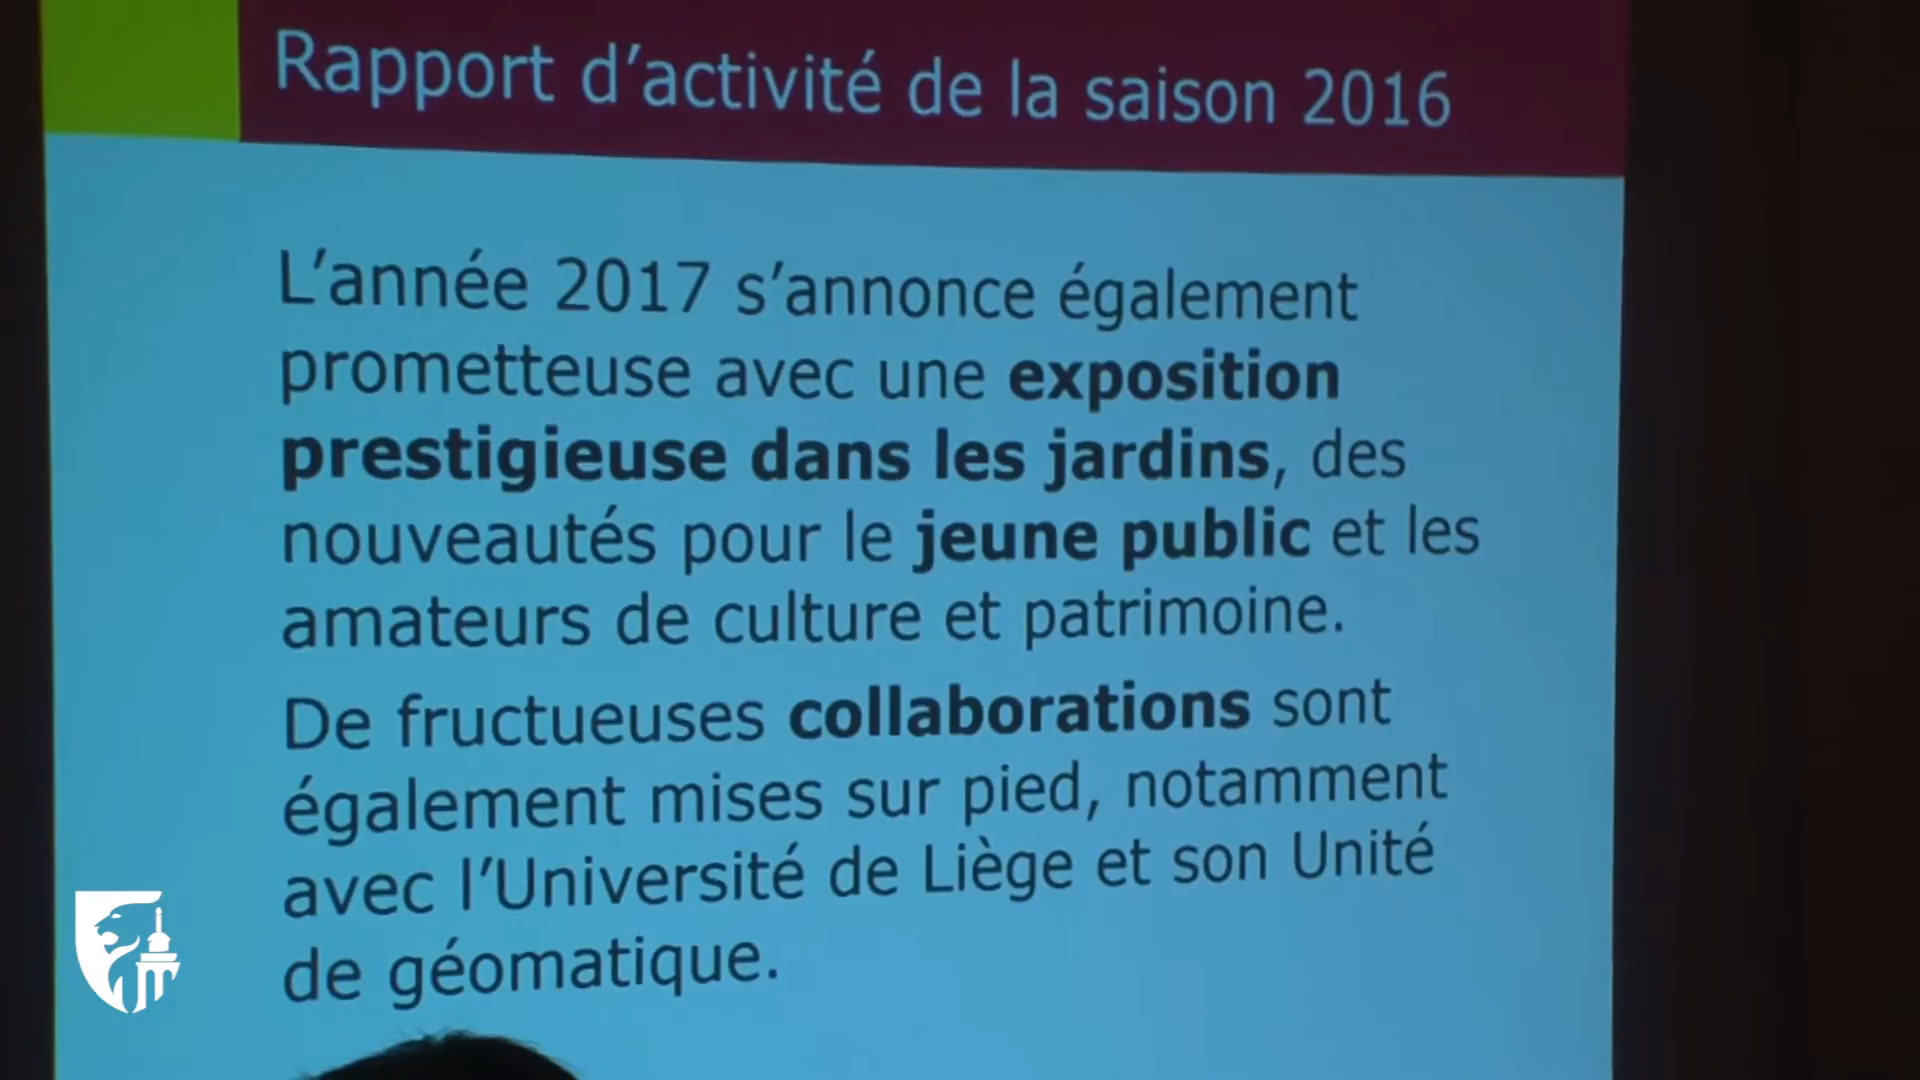 Rapport d’activité de la saison 2016
L’année 2017 s’annonce également
prometteuse avec une exposition
prestigieuse dans les jardins, des
nouveautés pour le jeune public et les
amateurs de culture et patrimoine.
De fructueuses collaborations sont
également mises sur pied, notamment
avec l’Université de Liège et son Unité
de géomatique.